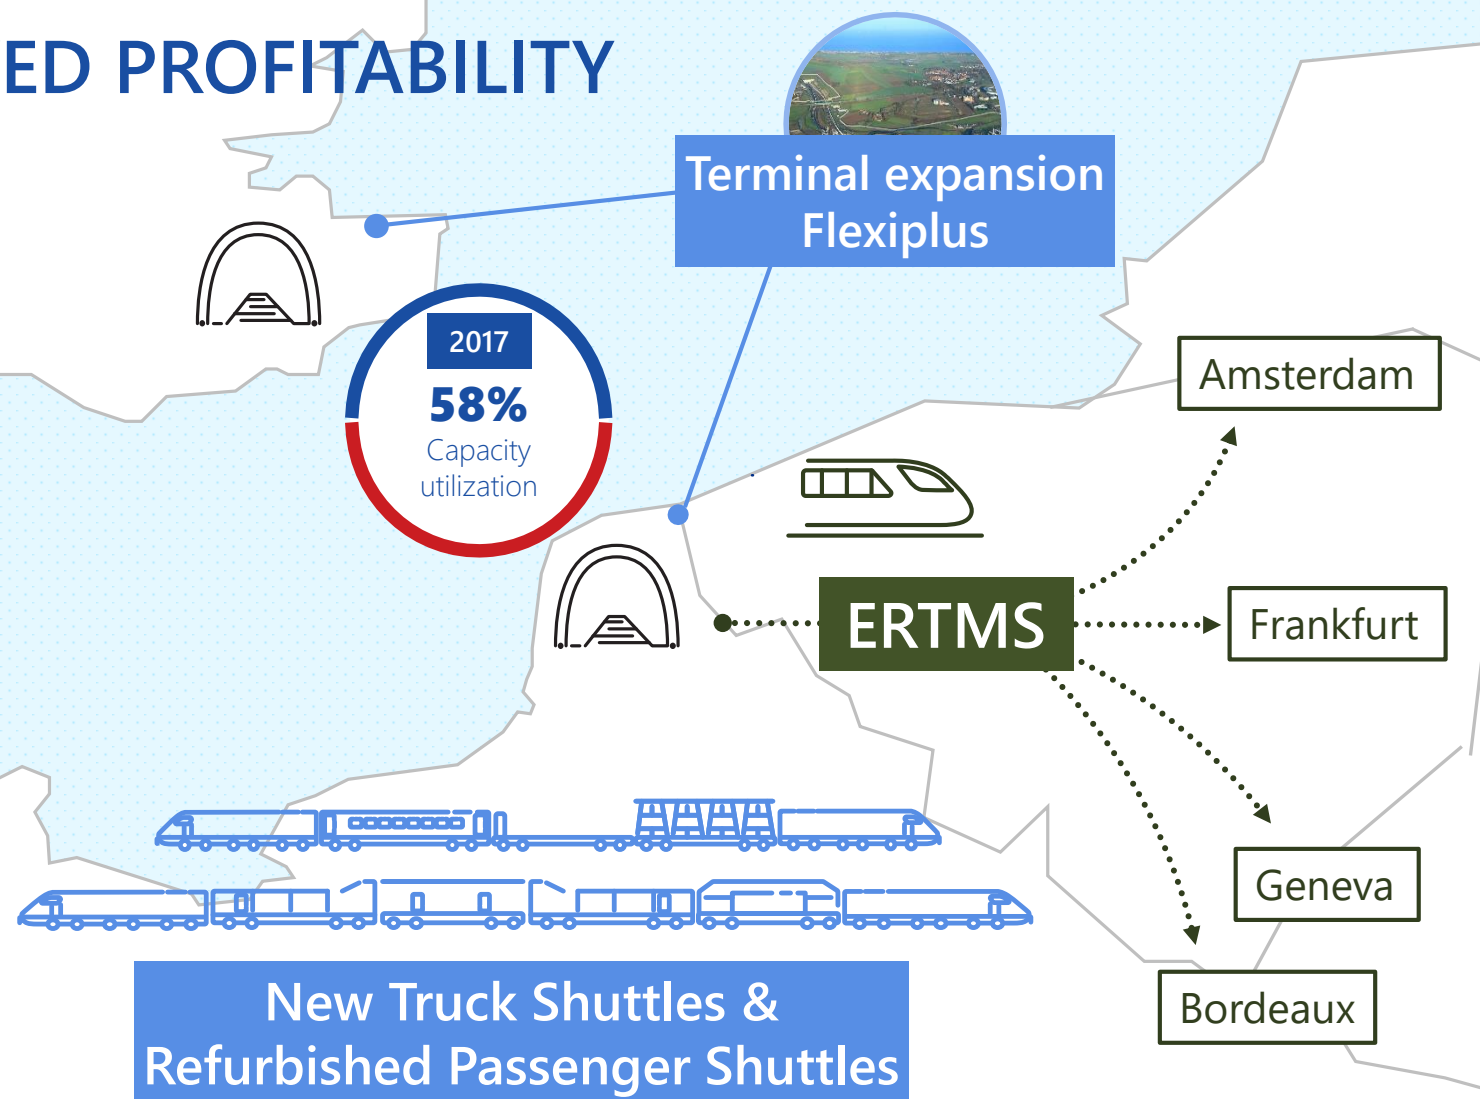 ED PROFITABILITY
Terminal expansion
Flexiplus
2017
58%
Capacity
utilization
Amsterdam
ERTMS
Frankfurt
Geneva
Bordeaux
New Truck Shuttles &
Refurbished Passenger Shuttles